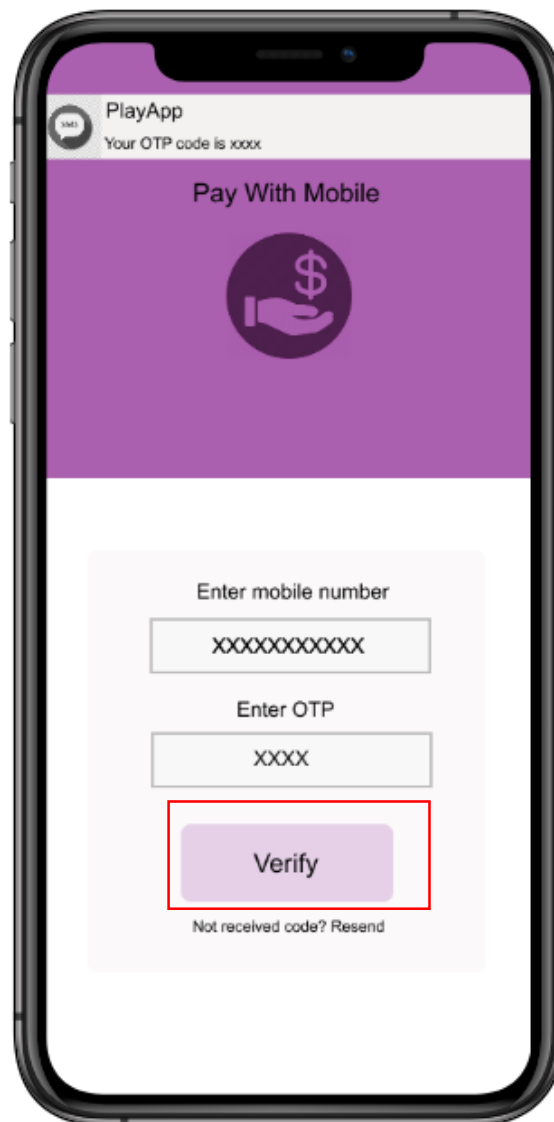 PlayApp
Your OTP code is xxxx
Pay With Mobile
$
Enter mobile number
XXXXXXXXXXX
Enter OTP
XXXX
Verify
Not received code? Resend